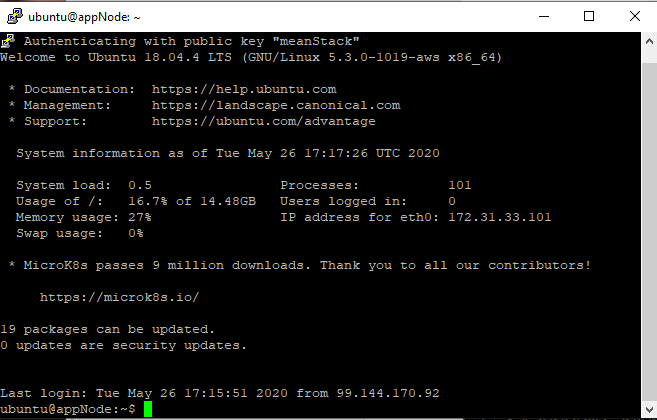 ubuntu@appNode: ~
Authenticating with public key "meanStack"
Welcome to Ubuntu 18.04.4 LTS (GNU/Linux 5.3.0-1019-aws x86_64)
* Documentation:  https://help.ubuntu.com
* Management:     https://landscape.canonical.com
* Support:        https://ubuntu.com/advantage
System information as of Tue May 26 17:17:26 UTC 2020
System load:  0.5                Processes:           101
Usage of /:   16.7% of 14.48GB   Users logged in:     0
Memory usage: 27%                IP address for eth0: 172.31.33.101
Swap usage:   0%
* MicroK8s passes 9 million downloads. Thank you to all our contributors!
https://microk8s.io/
19 packages can be updated.
0 updates are security updates.
Last login: Tue May 26 17:15:51 2020 from 99.144.170.92
ubuntu@appNode:~$